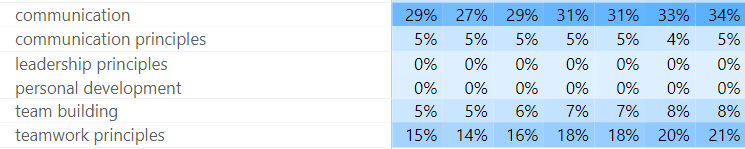 communication 29% 27% 29% 31% 31% 33% 34%
communication principles 5% 5% 5% 5% 5% 4% 5%
leadership principles 0% 0% 0% 0% 0% 0% 0%
personal development 0% 0% 0% 0% 0% 0% 0%
team building 5% 5% 6% 7% 7% 8% 8%
teamwork principles 15% 14% 16% 18% 18% 20% 21%